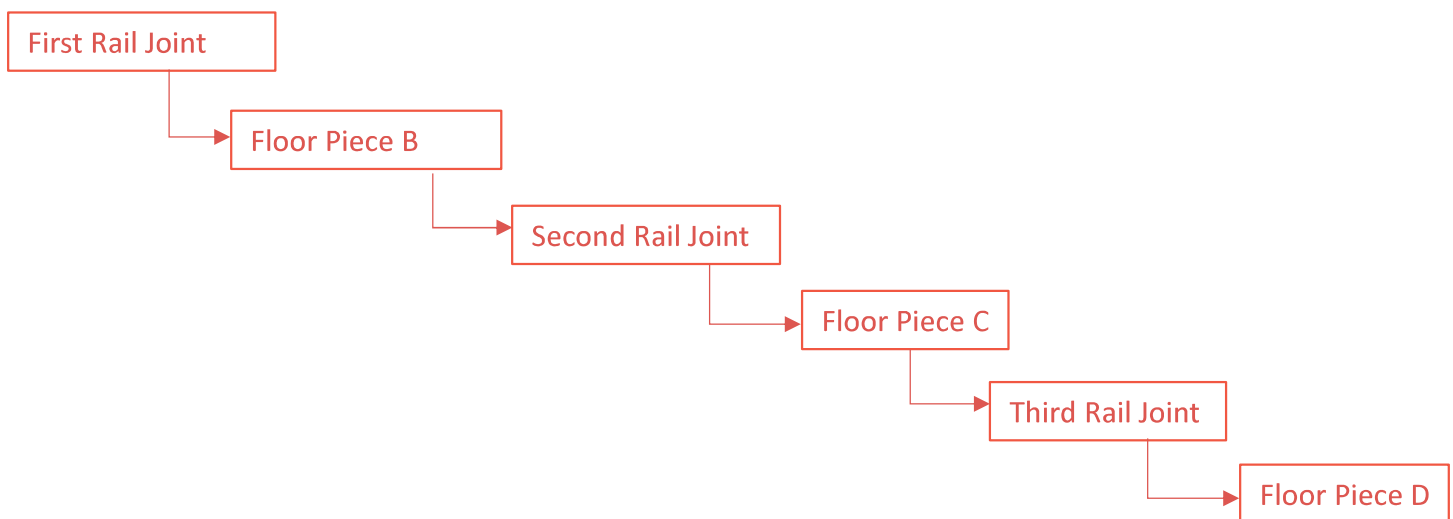 First Rail Joint
Floor Piece B
Second Rail Joint
Floor Piece C
Third Rail Joint
Floor Piece D